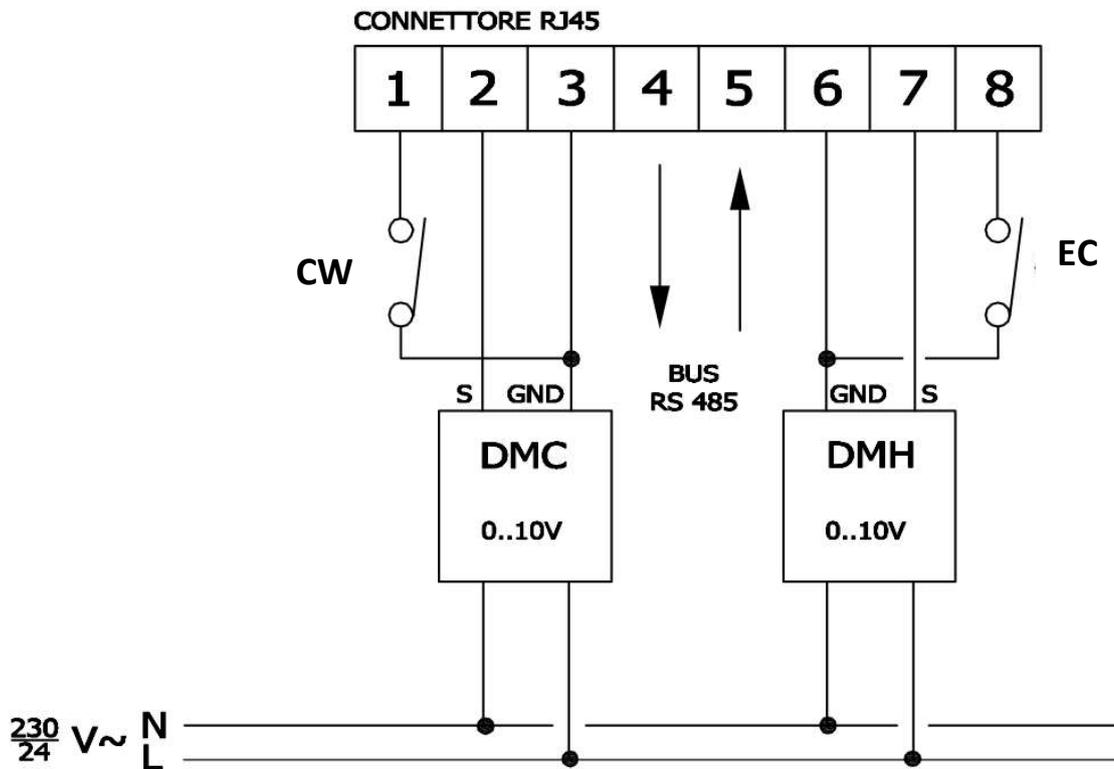 CONNETTORE RJ45
1 2 3 4 5 6 7 8
CW
EC
BUS
RS 485
S GND
GND S
DMC
0..10V
DMH
0..10V
230/24 V~ N
L